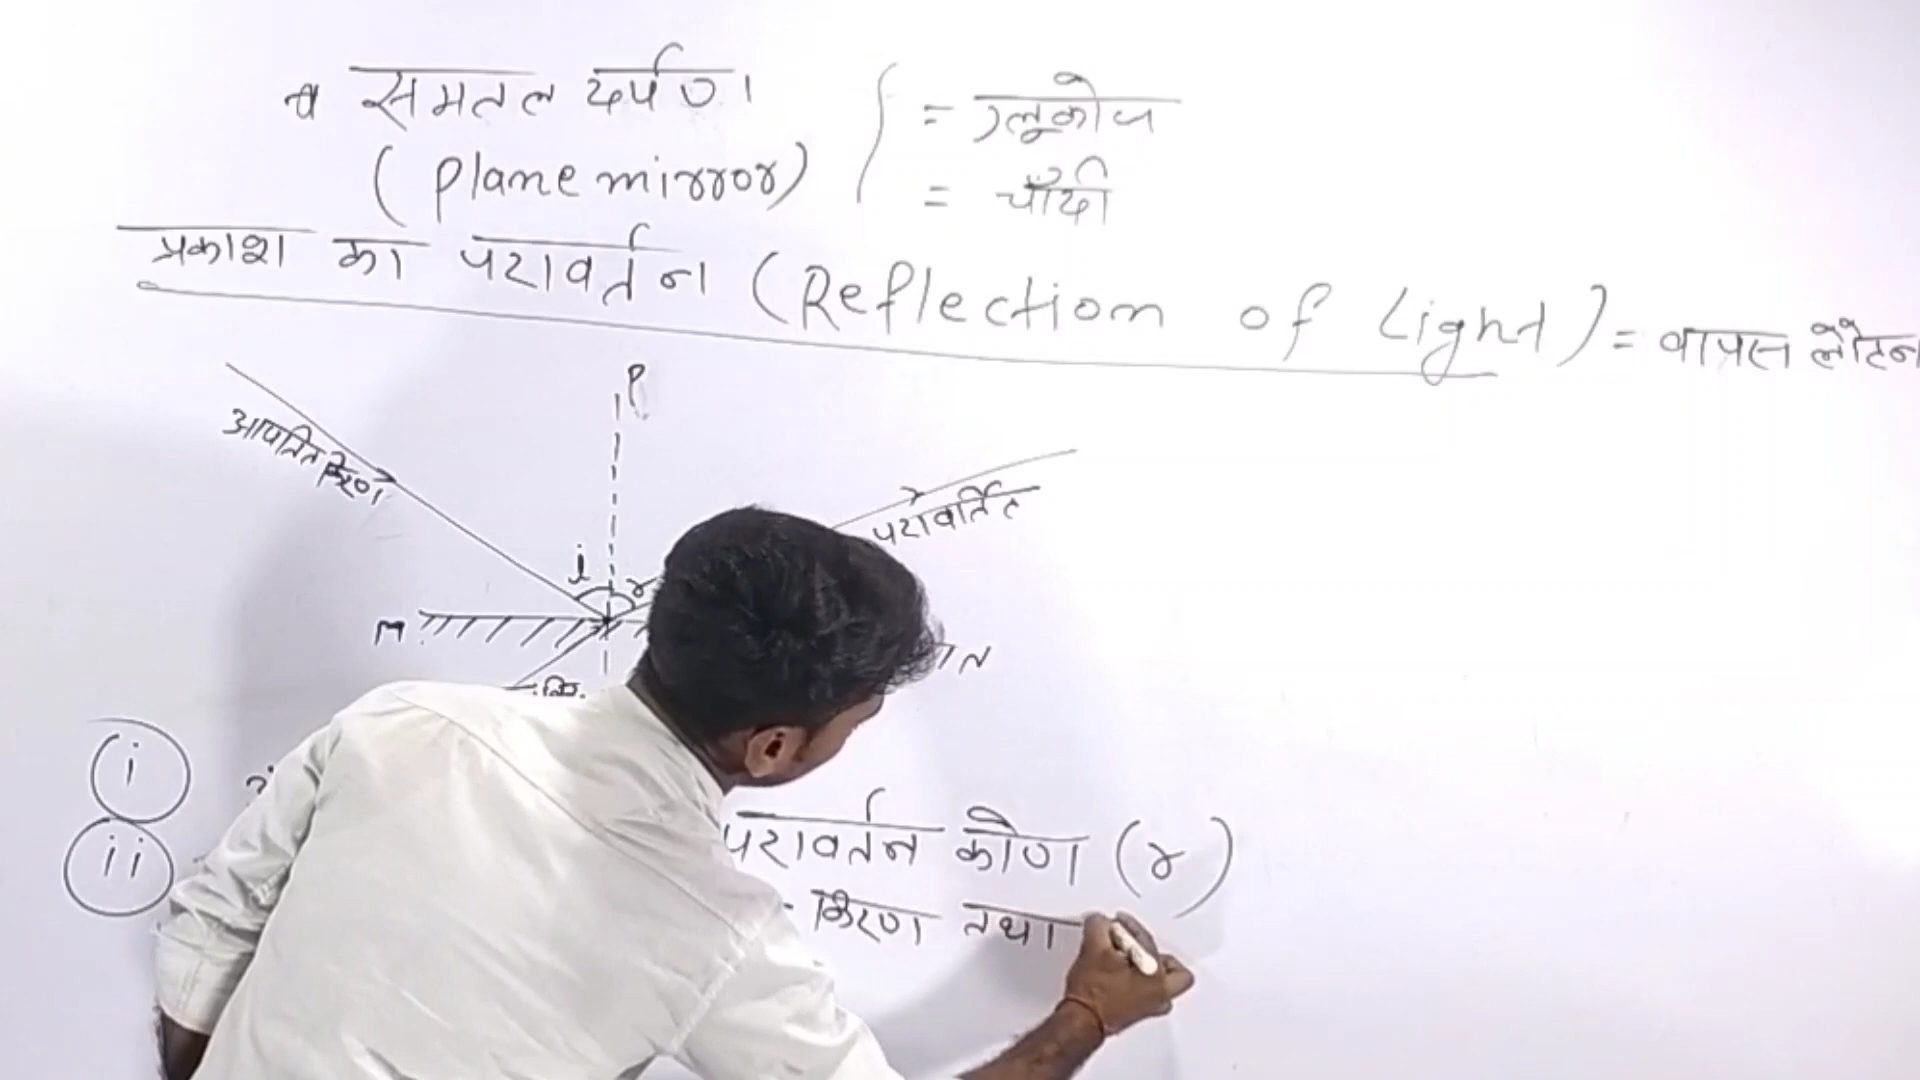 समतल दर्पण
(Plane mirror)
= ग्लूकोज
= चाँदी
प्रकाश का परावर्तन (Reflection of Light) = वापस लौटन
P
आपतित किरण
परावर्तित
i r
M
N
(i)
(ii) परावर्तन कोण (r)
किरण तथा